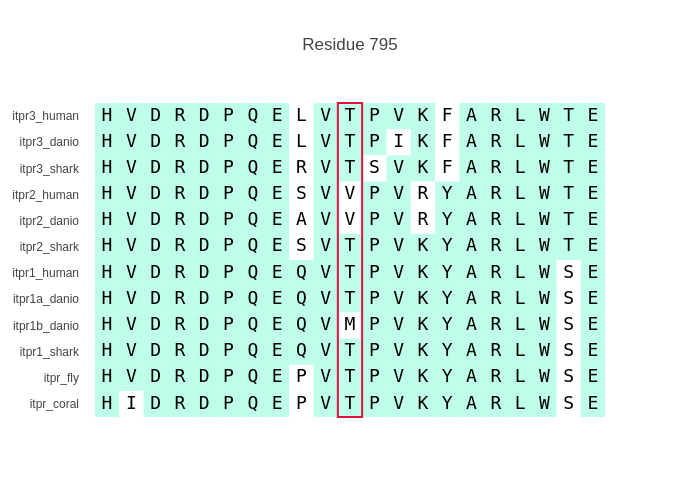 Residue 795
itpr3_human H V D R D P Q E L V T P V K F A R L W T E
itpr3_danio H V D R D P Q E L V T P I K F A R L W T E
itpr3_shark H V D R D P Q E R V T S V K F A R L W T E
itpr2_human H V D R D P Q E S V V P V R Y A R L W T E
itpr2_danio H V D R D P Q E A V V P V R Y A R L W T E
itpr2_shark H V D R D P Q E S V T P V K Y A R L W T E
itpr1_human H V D R D P Q E Q V T P V K Y A R L W S E
itpr1a_danio H V D R D P Q E Q V T P V K Y A R L W S E
itpr1b_danio H V D R D P Q E Q V M P V K Y A R L W S E
itpr1_shark H V D R D P Q E Q V T P V K Y A R L W S E
itpr_fly H V D R D P Q E P V T P V K Y A R L W S E
itpr_coral H I D R D P Q E P V T P V K Y A R L W S E